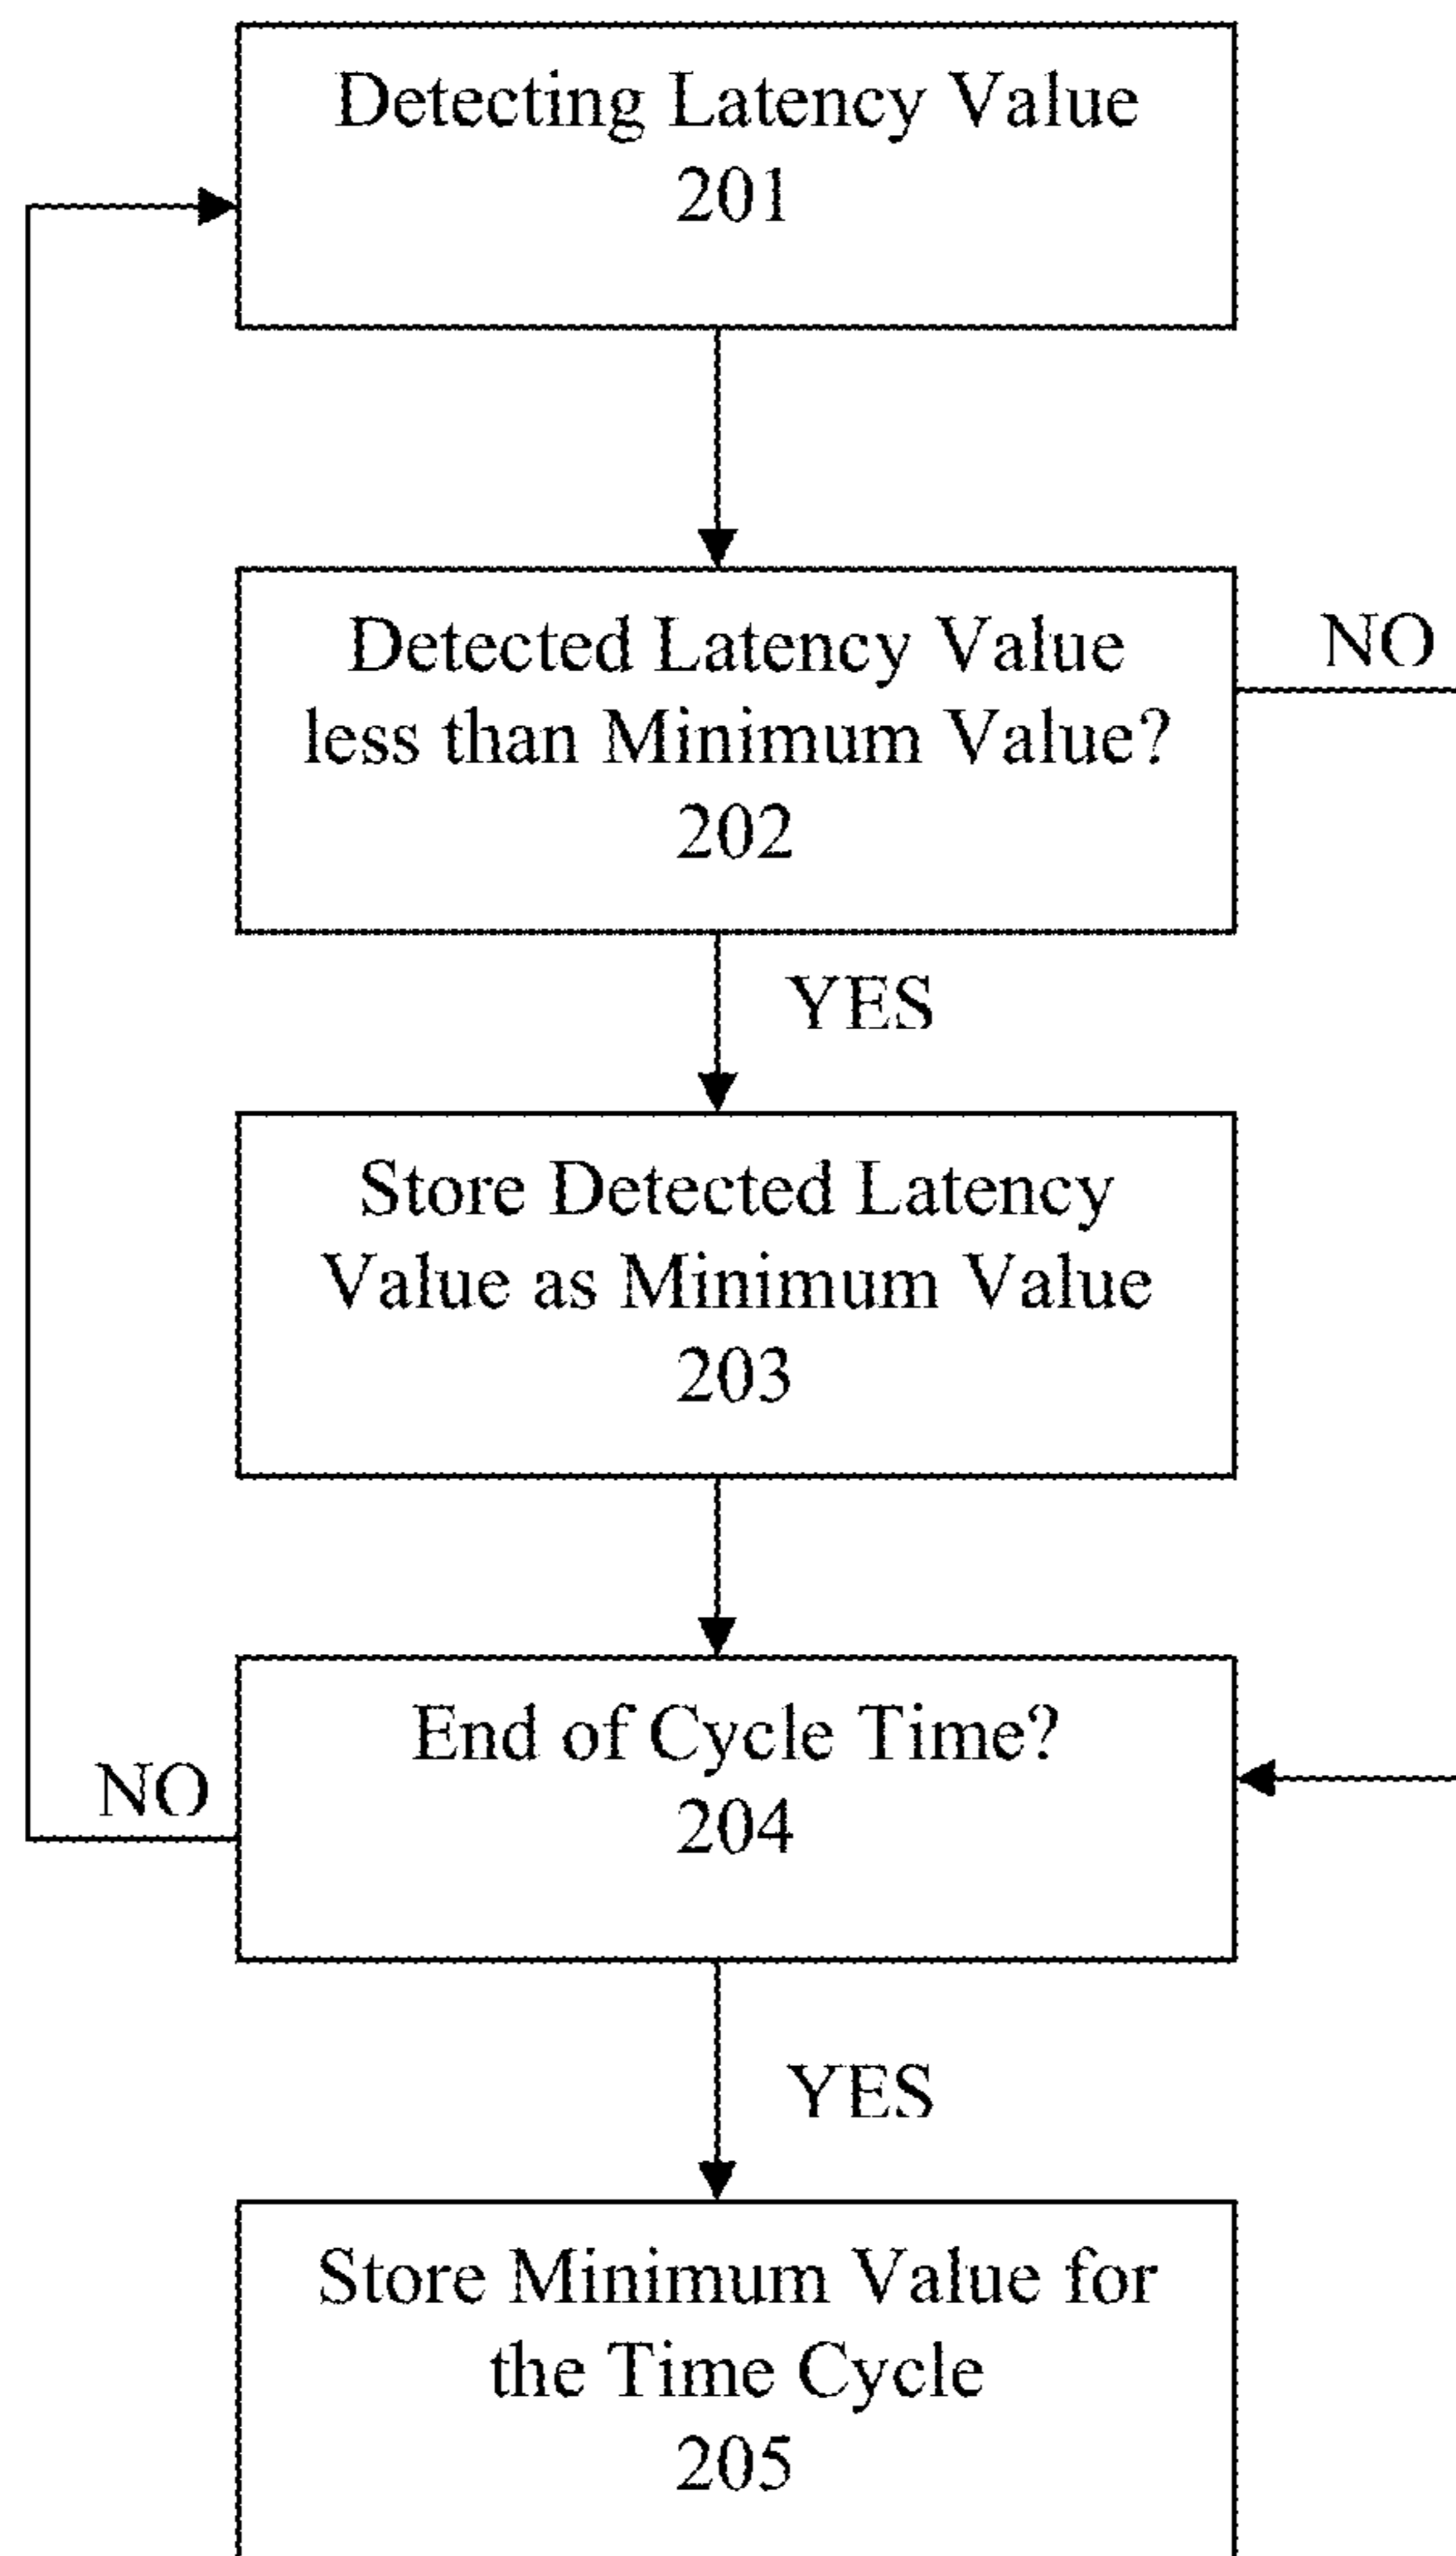 Detecting Latency Value
201
Detected Latency Value
less than Minimum Value?
202
NO
YES
Store Detected Latency
Value as Minimum Value
203
End of Cycle Time?
204
NO
YES
Store Minimum Value for
the Time Cycle
205